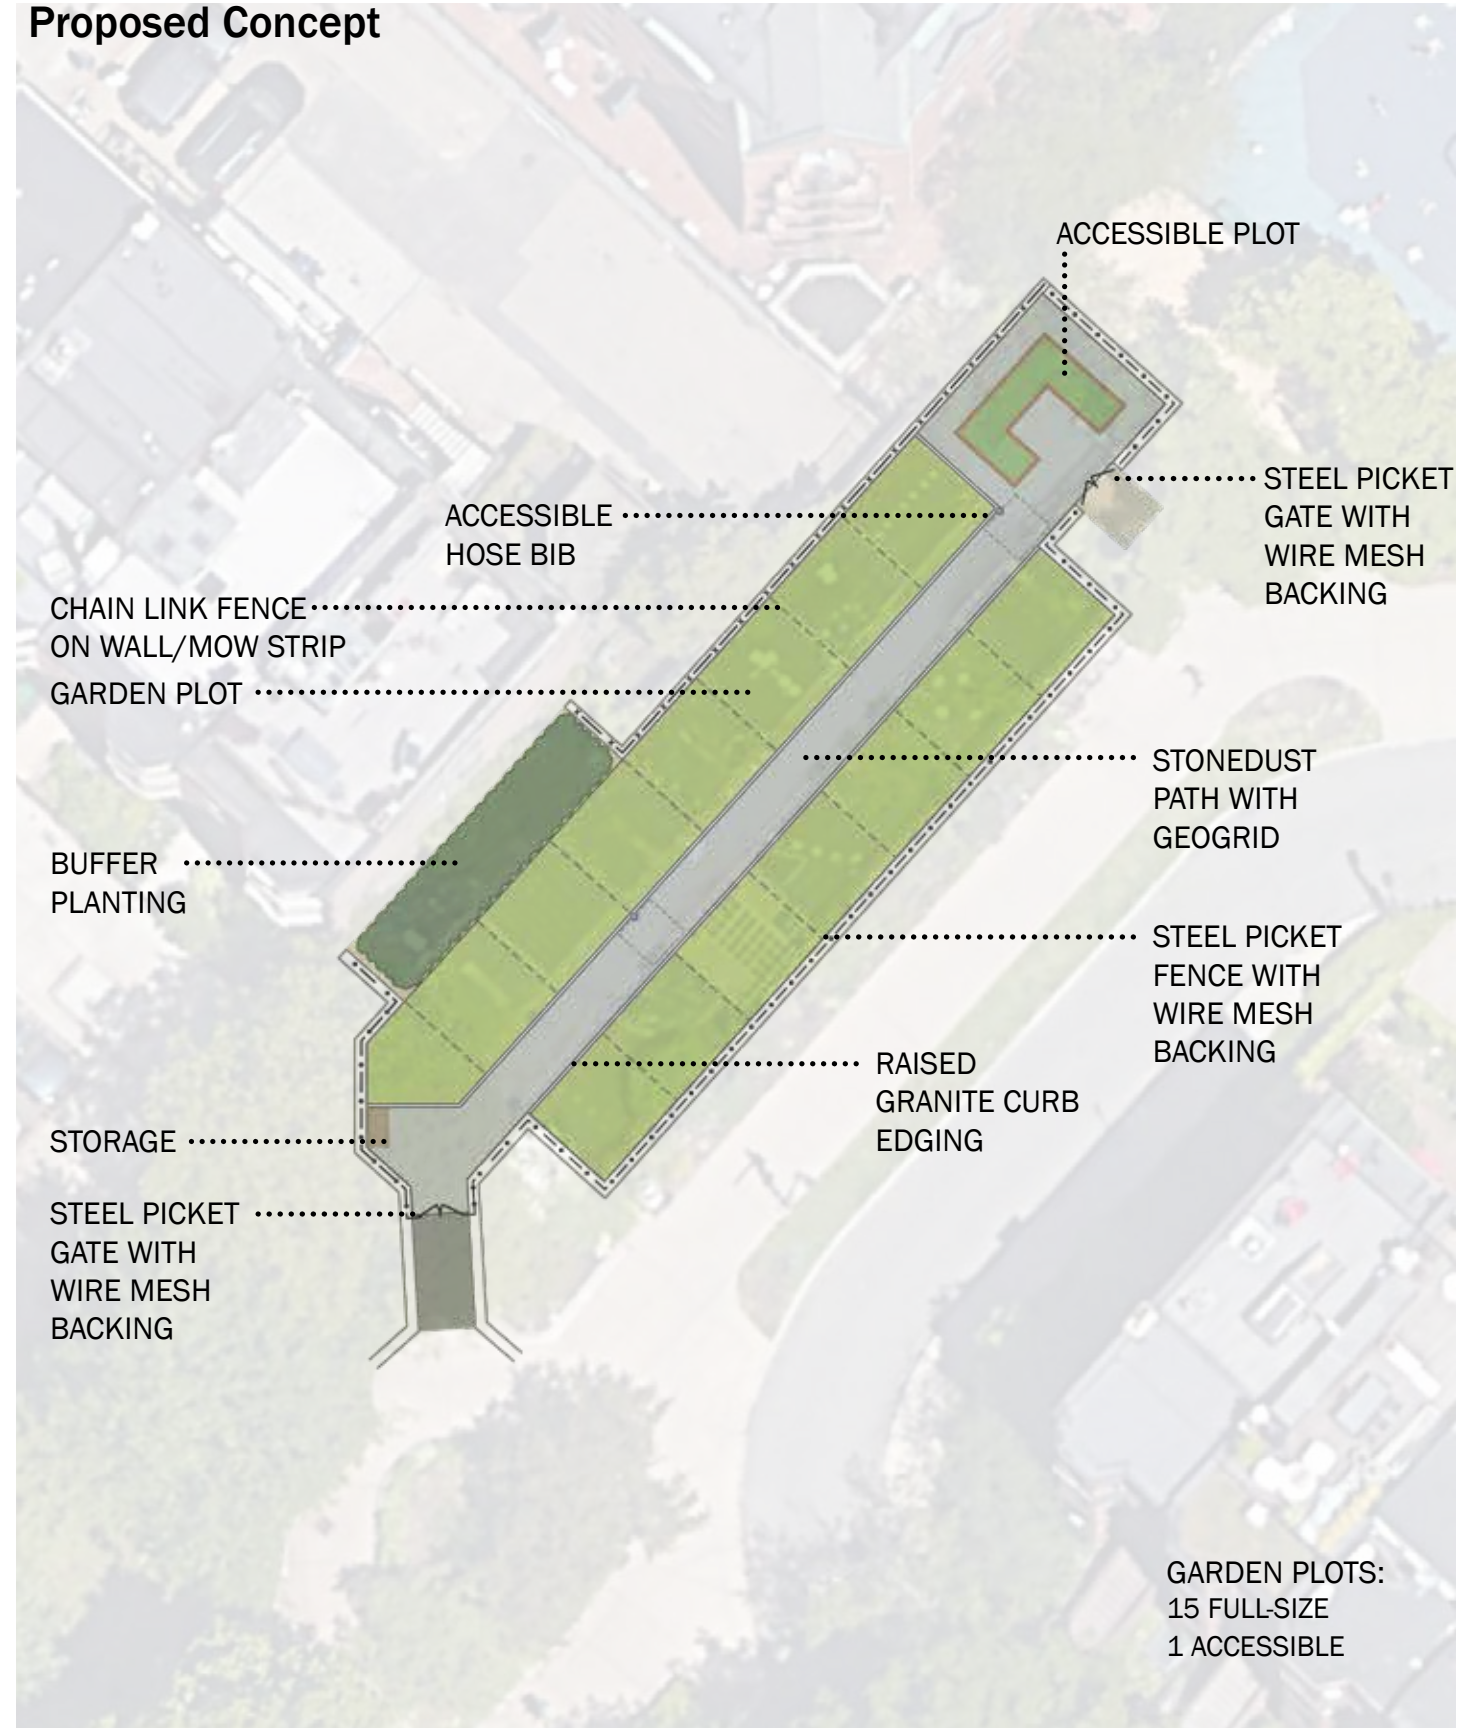 Proposed Concept
ACCESSIBLE PLOT
STEEL PICKET
GATE WITH
WIRE MESH
BACKING
ACCESSIBLE
HOSE BIB
CHAIN LINK FENCE
ON WALL/MOW STRIP
GARDEN PLOT
STONEDUST
PATH WITH
GEOGRID
BUFFER
PLANTING
STEEL PICKET
FENCE WITH
WIRE MESH
BACKING
RAISED
GRANITE CURB
EDGING
STORAGE
STEEL PICKET
GATE WITH
WIRE MESH
BACKING
GARDEN PLOTS:
15 FULL-SIZE
1 ACCESSIBLE